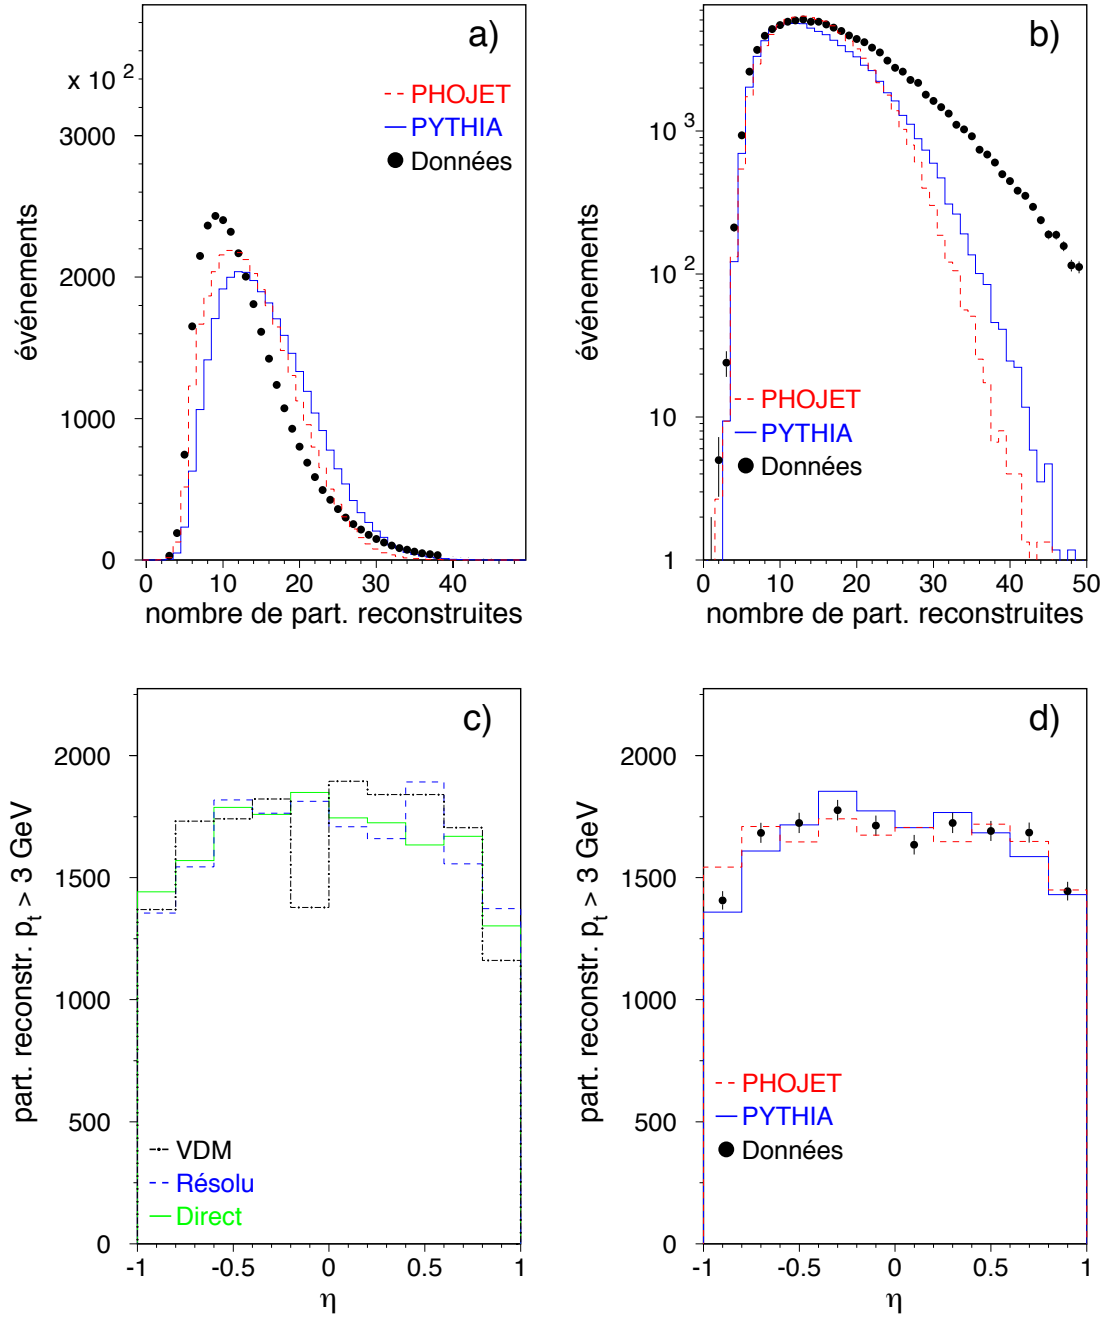 a)
x 10 2
PHOJET
PYTHIA
Données
3000
2000
1000
0
événements
0 10 20 30 40
nombre de part. reconstruites
b)
10 3
10 2
10
1
événements
PHOJET
PYTHIA
Données
0 10 20 30 40 50
nombre de part. reconstruites
c)
2000
1500
1000
500
0
part. reconstr. pt > 3 GeV
VDM
Résolu
Direct
-1 -0.5 0 0.5 1
η
d)
2000
1500
1000
500
0
part. reconstr. pt > 3 GeV
PHOJET
PYTHIA
Données
-1 -0.5 0 0.5 1
η